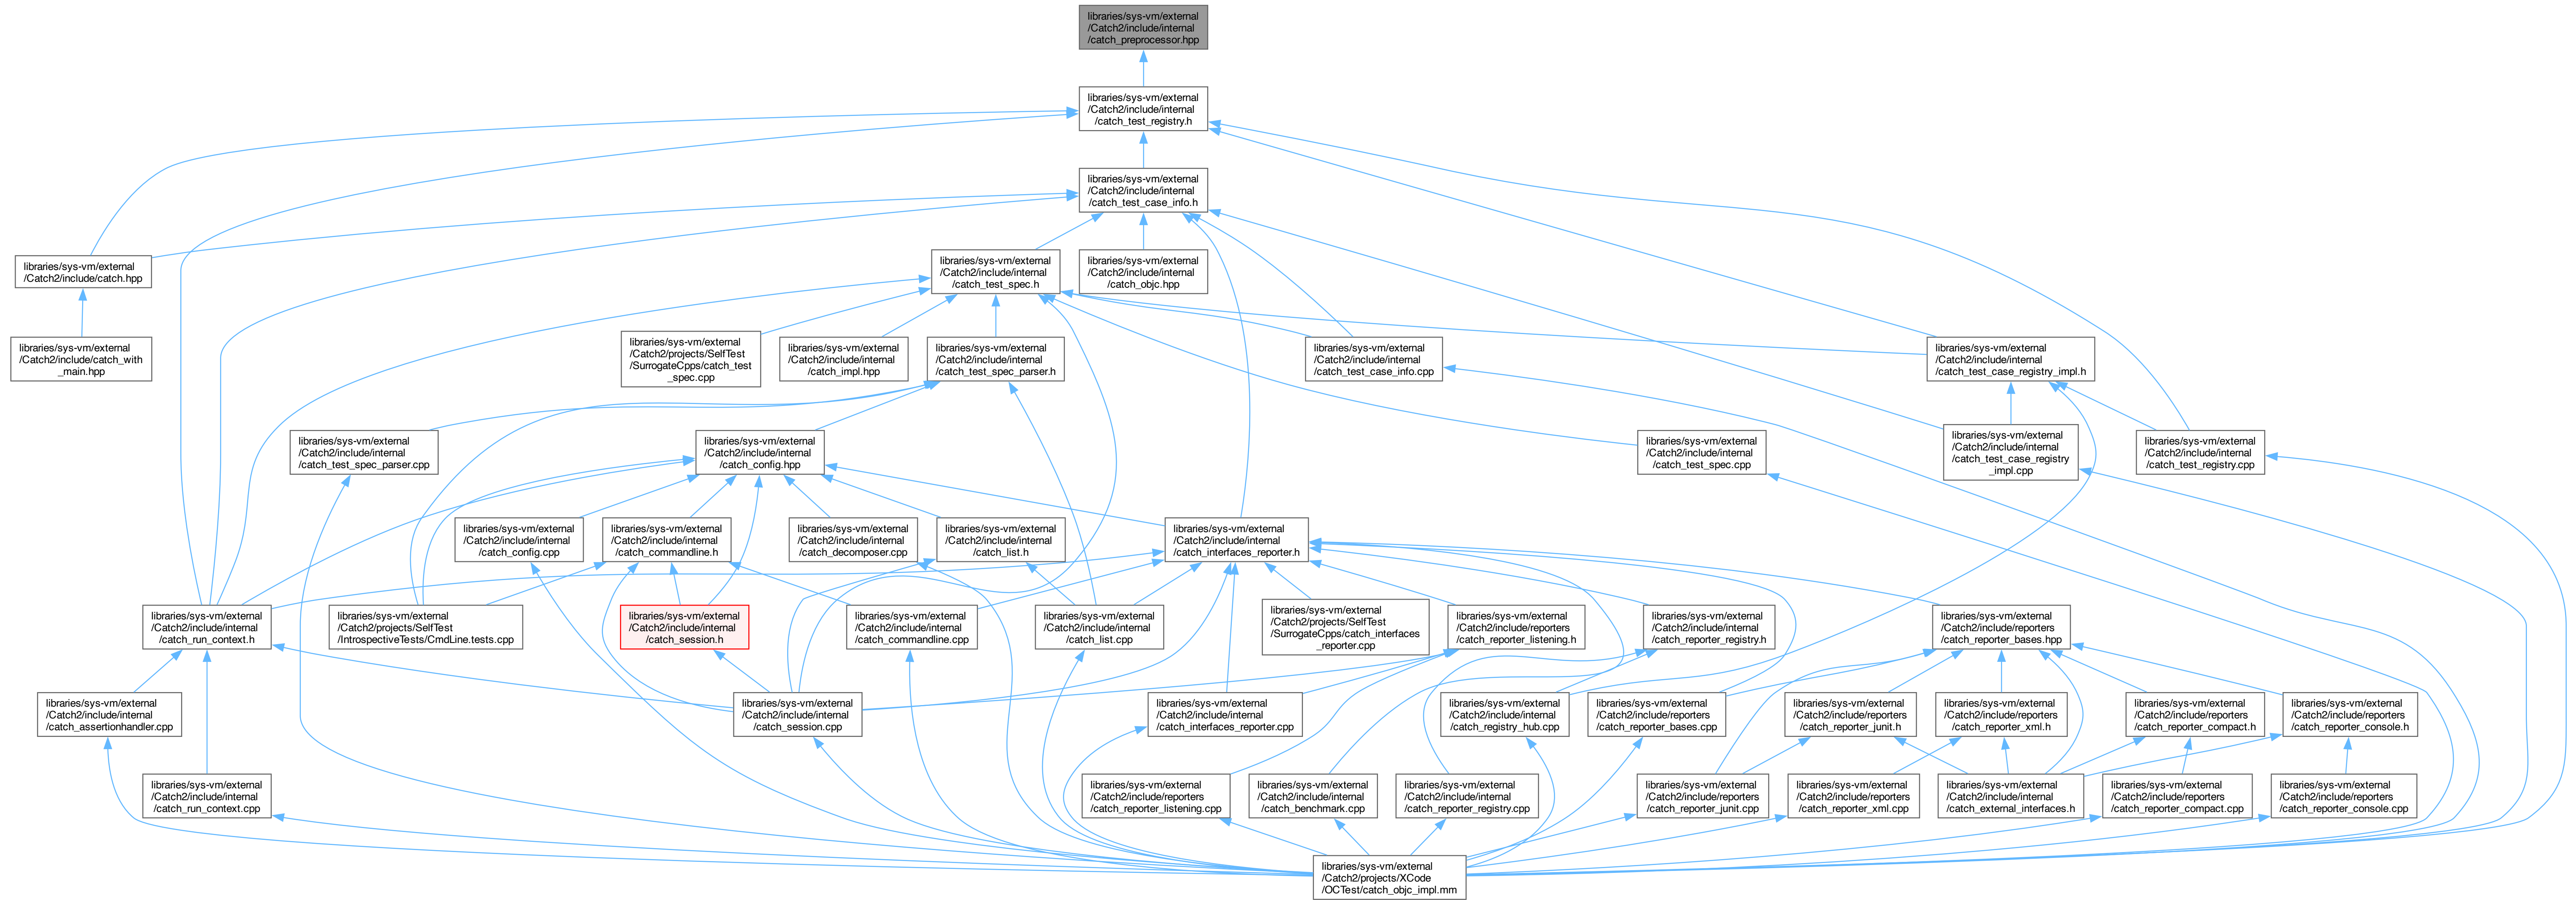 libraries/sys-vm/external
/Catch2/include/internal
/catch_preprocessor.hpp
libraries/sys-vm/external
/Catch2/include/internal
/catch_test_registry.h
libraries/sys-vm/external
/Catch2/include/internal
/catch_test_case_info.h
libraries/sys-vm/external
/Catch2/include/catch.hpp
libraries/sys-vm/external
/Catch2/include/internal
/catch_test_spec.h
libraries/sys-vm/external
/Catch2/include/internal
/catch_objc.hpp
libraries/sys-vm/external
/Catch2/include/catch_with
_main.hpp
libraries/sys-vm/external
/Catch2/projects/SelfTest
/SurrogateCpps/catch_test
_spec.cpp
libraries/sys-vm/external
/Catch2/include/internal
/catch_impl.hpp
libraries/sys-vm/external
/Catch2/include/internal
/catch_test_spec_parser.h
libraries/sys-vm/external
/Catch2/include/internal
/catch_test_case_info.cpp
libraries/sys-vm/external
/Catch2/include/internal
/catch_test_case_registry_impl.h
libraries/sys-vm/external
/Catch2/include/internal
/catch_test_spec_parser.cpp
libraries/sys-vm/external
/Catch2/include/internal
/catch_config.hpp
libraries/sys-vm/external
/Catch2/include/internal
/catch_test_spec.cpp
libraries/sys-vm/external
/Catch2/include/internal
/catch_test_case_registry
_impl.cpp
libraries/sys-vm/external
/Catch2/include/internal
/catch_test_registry.cpp
libraries/sys-vm/external
/Catch2/include/internal
/catch_config.cpp
libraries/sys-vm/external
/Catch2/include/internal
/catch_commandline.h
libraries/sys-vm/external
/Catch2/include/internal
/catch_decomposer.cpp
libraries/sys-vm/external
/Catch2/include/internal
/catch_list.h
libraries/sys-vm/external
/Catch2/include/internal
/catch_interfaces_reporter.h
libraries/sys-vm/external
/Catch2/include/internal
/catch_run_context.h
libraries/sys-vm/external
/Catch2/projects/SelfTest
/IntrospectiveTests/CmdLine.tests.cpp
libraries/sys-vm/external
/Catch2/include/internal
/catch_session.h
libraries/sys-vm/external
/Catch2/include/internal
/catch_commandline.cpp
libraries/sys-vm/external
/Catch2/include/internal
/catch_list.cpp
libraries/sys-vm/external
/Catch2/projects/SelfTest
/SurrogateCpps/catch_interfaces
_reporter.cpp
libraries/sys-vm/external
/Catch2/include/reporters
/catch_reporter_listening.h
libraries/sys-vm/external
/Catch2/include/internal
/catch_reporter_registry.h
libraries/sys-vm/external
/Catch2/include/reporters
/catch_reporter_bases.hpp
libraries/sys-vm/external
/Catch2/include/internal
/catch_assertionhandler.cpp
libraries/sys-vm/external
/Catch2/include/internal
/catch_session.cpp
libraries/sys-vm/external
/Catch2/include/internal
/catch_interfaces_reporter.cpp
libraries/sys-vm/external
/Catch2/include/internal
/catch_registry_hub.cpp
libraries/sys-vm/external
/Catch2/include/reporters
/catch_reporter_bases.cpp
libraries/sys-vm/external
/Catch2/include/reporters
/catch_reporter_junit.h
libraries/sys-vm/external
/Catch2/include/reporters
/catch_reporter_xml.h
libraries/sys-vm/external
/Catch2/include/reporters
/catch_reporter_compact.h
libraries/sys-vm/external
/Catch2/include/reporters
/catch_reporter_console.h
libraries/sys-vm/external
/Catch2/include/internal
/catch_run_context.cpp
libraries/sys-vm/external
/Catch2/include/reporters
/catch_reporter_listening.cpp
libraries/sys-vm/external
/Catch2/include/internal
/catch_benchmark.cpp
libraries/sys-vm/external
/Catch2/include/internal
/catch_reporter_registry.cpp
libraries/sys-vm/external
/Catch2/include/reporters
/catch_reporter_junit.cpp
libraries/sys-vm/external
/Catch2/include/reporters
/catch_reporter_xml.cpp
libraries/sys-vm/external
/Catch2/include/internal
/catch_external_interfaces.h
libraries/sys-vm/external
/Catch2/include/reporters
/catch_reporter_compact.cpp
libraries/sys-vm/external
/Catch2/include/reporters
/catch_reporter_console.cpp
libraries/sys-vm/external
/Catch2/projects/XCode
/OCTest/catch_objc_impl.mm